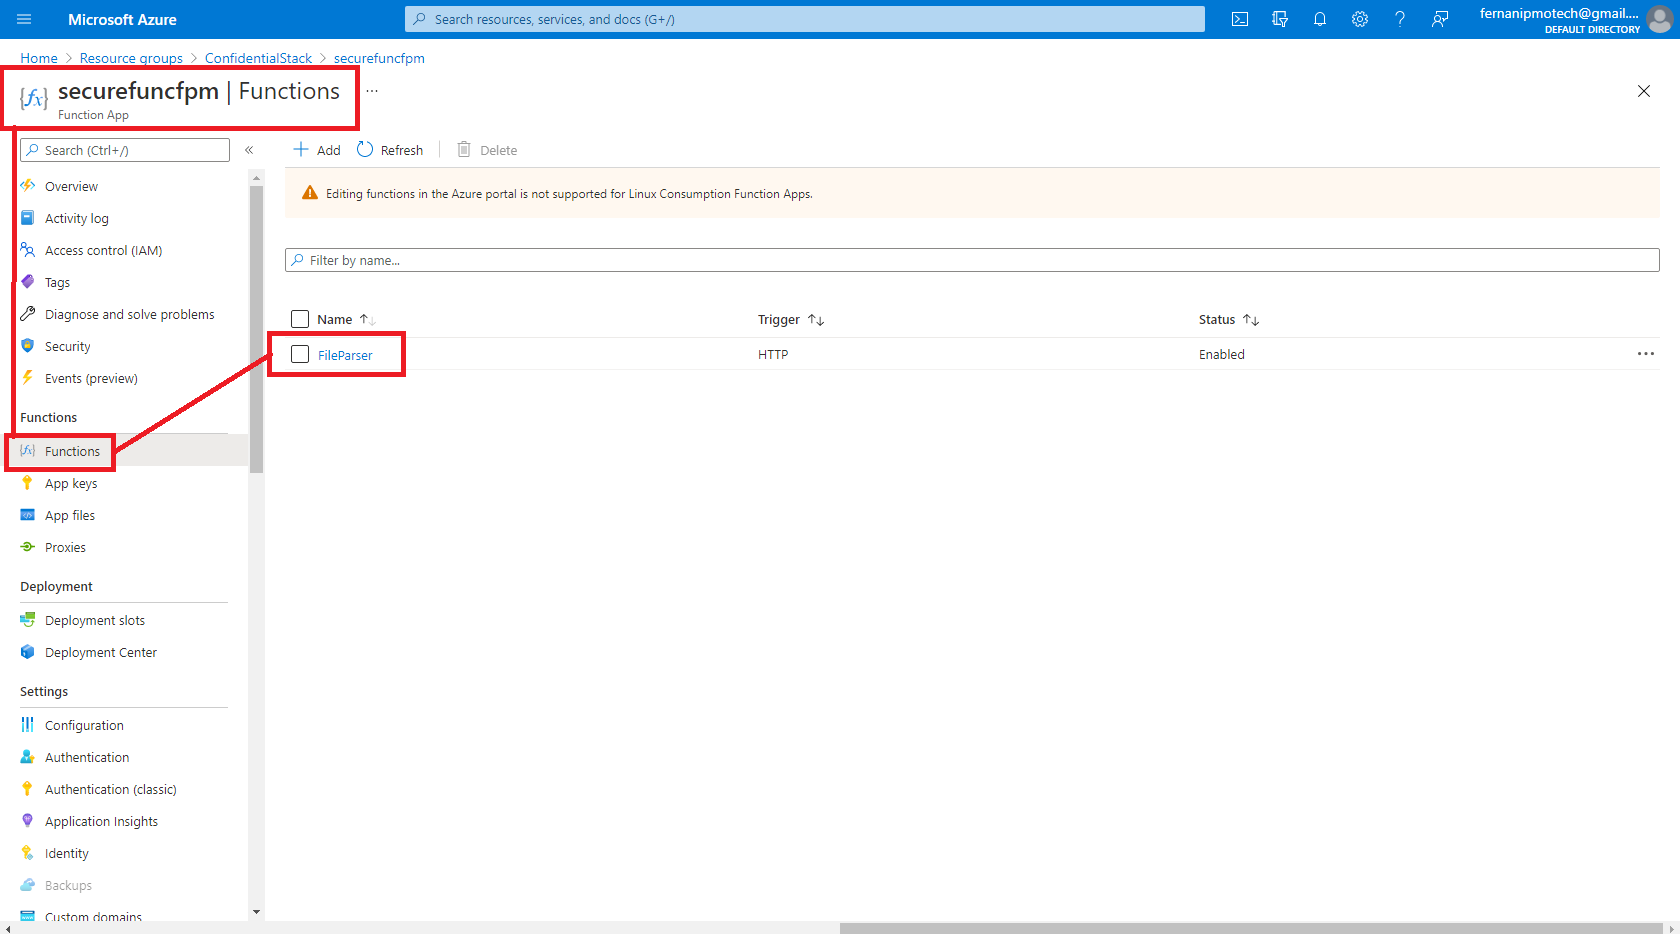 Microsoft Azure
Search resources, services, and docs (G+/)
fernanipmotech@gmail....
DEFAULT DIRECTORY
Home > Resource groups > ConfidentialStack > securefuncfpm
{fx} securefuncfpm | Functions ...
Function App
Search (Ctrl+/) «
Overview
Activity log
Access control (IAM)
Tags
Diagnose and solve problems
Security
Events (preview)
Functions
Functions
App keys
App files
Proxies
Deployment
Deployment slots
Deployment Center
Settings
Configuration
Authentication
Authentication (classic)
Application Insights
Identity
Backups
Custom domains
Add Refresh Delete
Editing functions in the Azure portal is not supported for Linux Consumption Function Apps.
Filter by name...
Name Trigger Status
FileParser HTTP Enabled ...